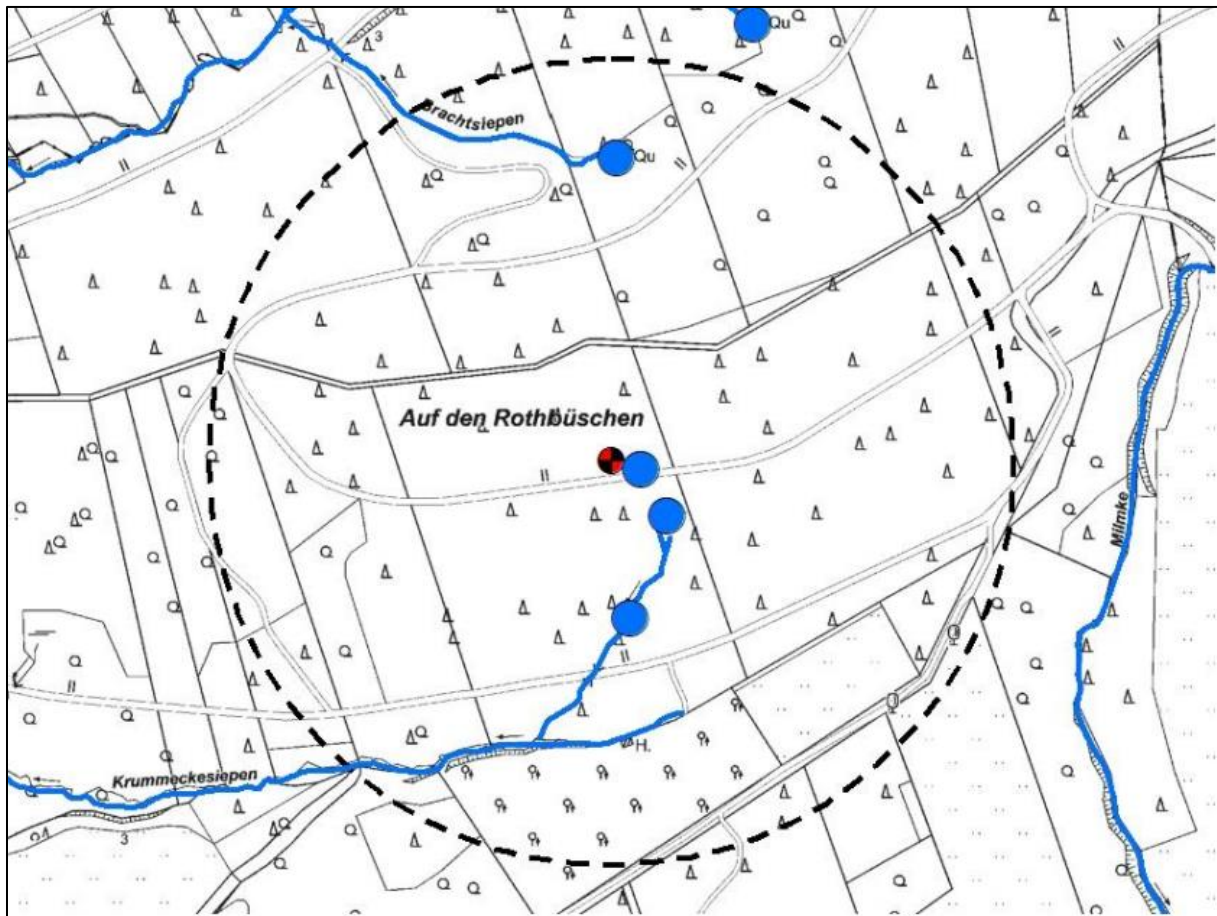 Qu
3
Brachtsiepen
Qu
Auf den Rothbüschen
Milmke
H.
Krummeckesiepen
3